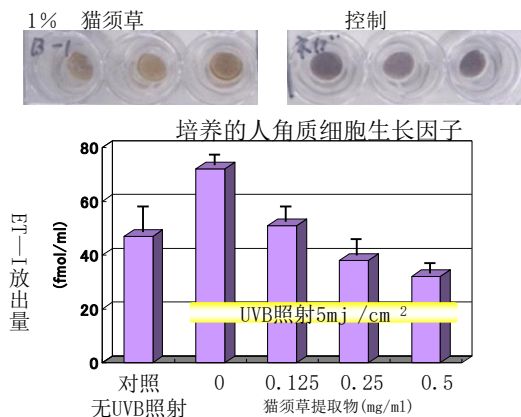 1% 猫须草
控制
B-1
培养的人角质细胞生长因子
ET—I放出量
(fmol/ml)
80
60
40
20
0
UVB照射5mj /cm 2
对照 0 0.125 0.25 0.5
无UVB照射 猫须草提取物(mg/ml)